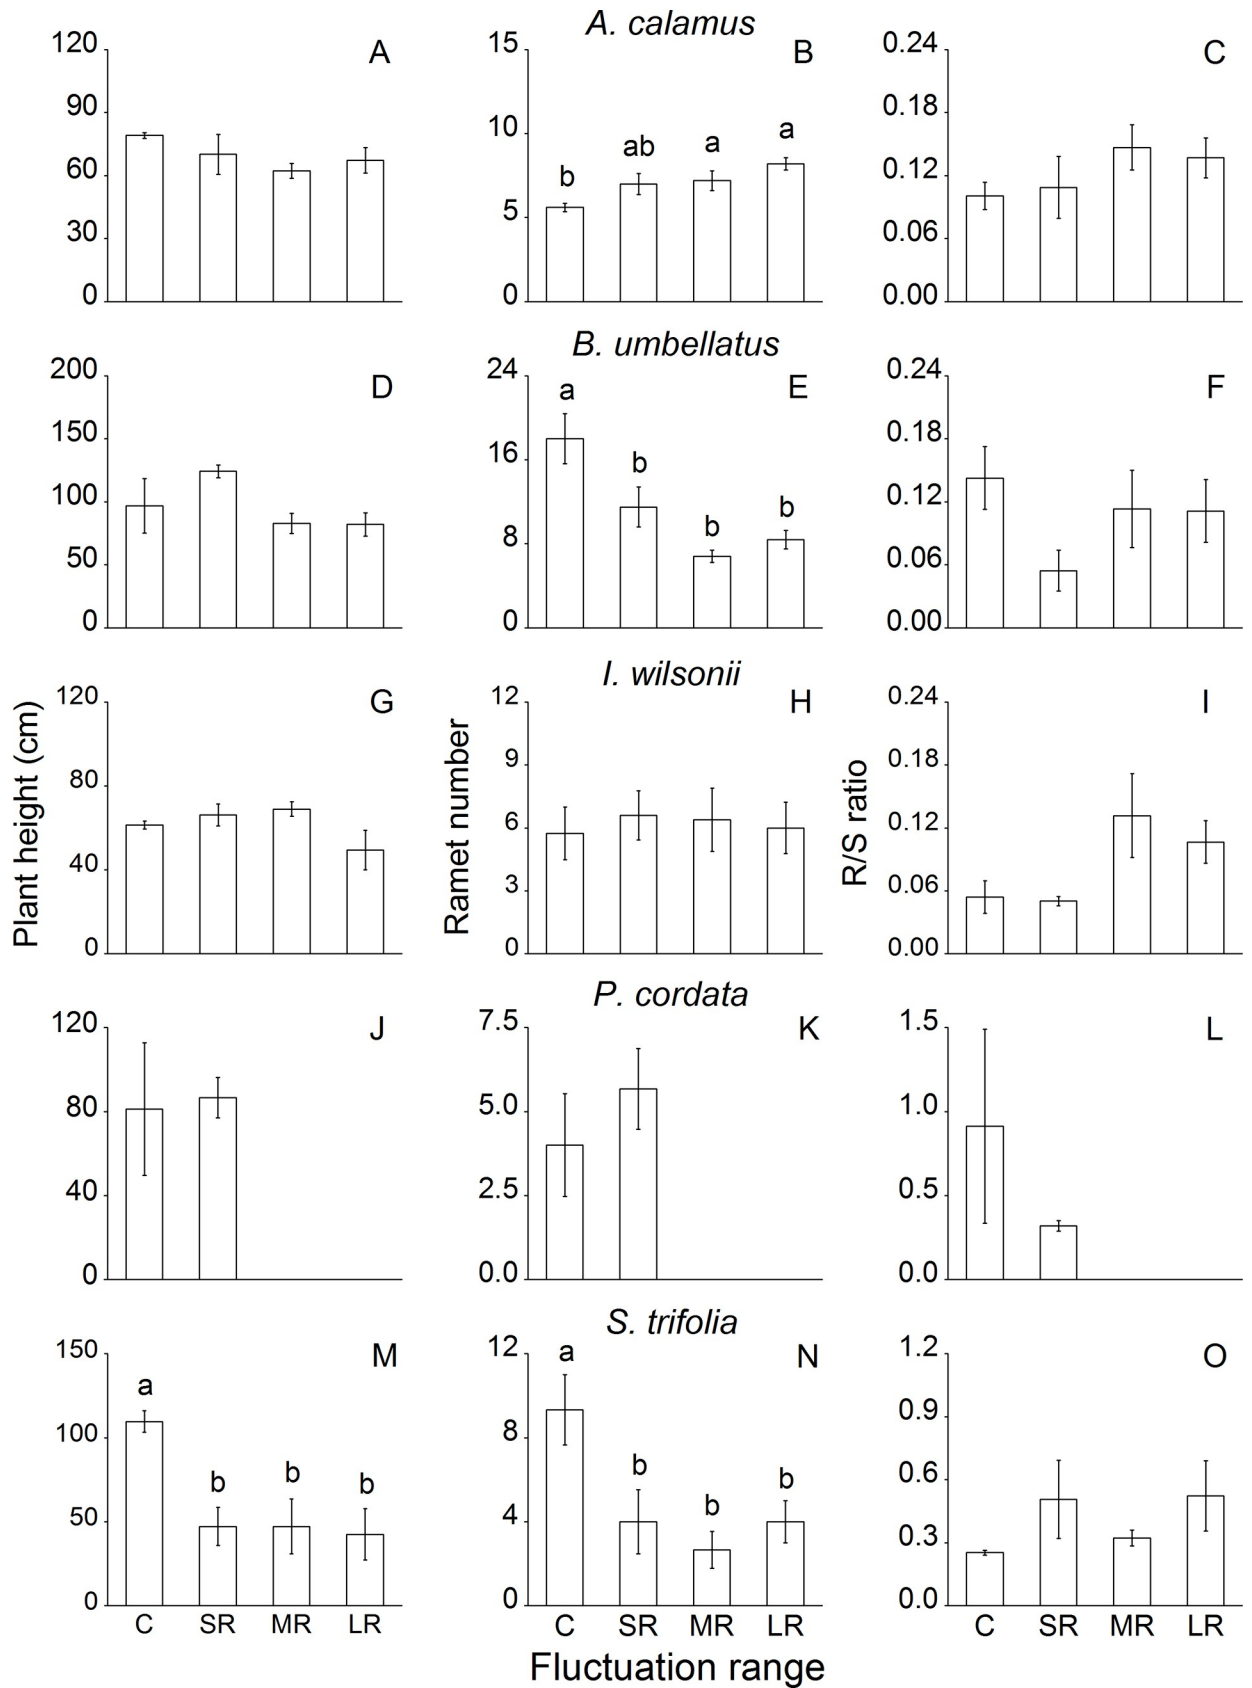 A. calamus
120
90
60
30
0
A
15
10
5
0
b
ab
a
a
B
0.24
0.18
0.12
0.06
0.00
C
B. umbellatus
200
150
100
50
0
D
24
16
8
0
a
b
b
b
E
0.24
0.18
0.12
0.06
0.00
F
I. wilsonii
Plant height (cm)
120
80
40
0
G
Ramet number
12
9
6
3
0
H
R/S ratio
0.24
0.18
0.12
0.06
0.00
I
P. cordata
120
80
40
0
J
7.5
5.0
2.5
0.0
K
1.5
1.0
0.5
0.0
L
S. trifolia
150
100
50
0
a
b
b
b
M
12
8
4
0
a
b
b
b
N
1.2
0.9
0.6
0.3
0.0
O
C SR MR LR
C SR MR LR
C SR MR LR
Fluctuation range